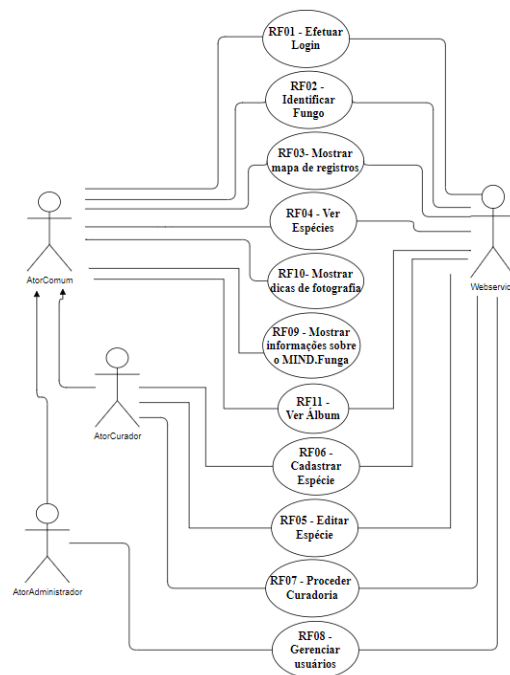 RF01 - Efetuar
Login
RF02 -
Identificar
Fungo
RF03- Mostrar
mapa de registros
RF04 - Ver
Espécies
AtorComum
Webservice
RF10- Mostrar
dicas de fotografia
RF09 - Mostrar
informações sobre
o MIND.Funga
RF11 -
Ver Álbum
AtorCurador
RF06 -
Cadastrar
Espécie
RF05 - Editar
Espécie
AtorAdministrador
RF07 - Proceder
Curadoria
RF08 -
Gerenciar
usuários